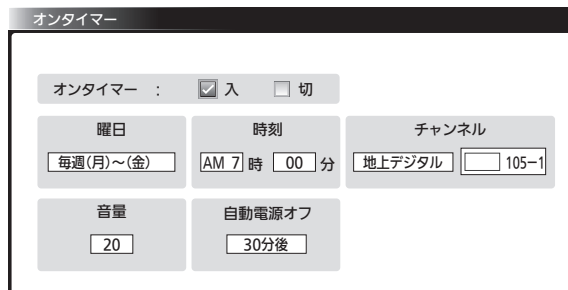 オンタイマー
オンタイマー : 入 切
曜日 時刻 チャンネル
毎週(月)~(金) AM 7 時 00 分 地上デジタル 105-1
音量 自動電源オフ
20 30分後